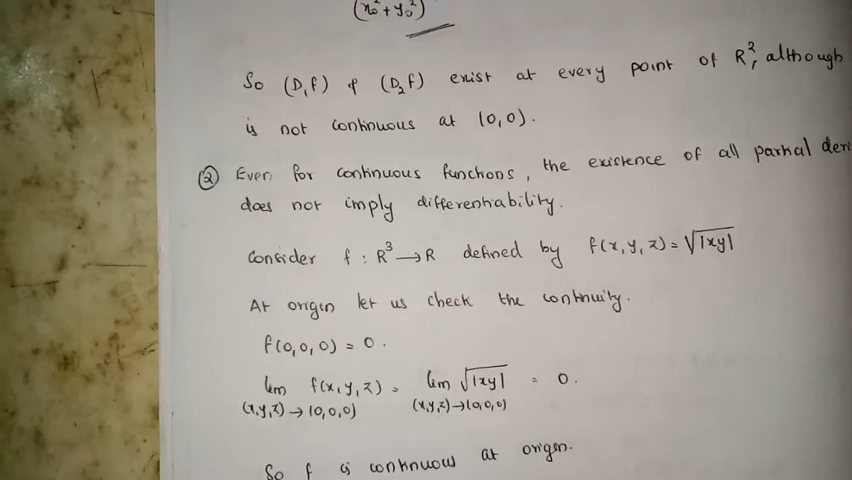 (x₀² + y₀²)
So (D₁f) & (D₂f) exist at every point of R², although
is not continuous at (0,0).
② Even for continuous functions, the existence of all partial deri
does not imply differentiability.
Consider f : R³ → R defined by f(x,y,z) = √|xy|
At origin let us check the continuity.
f(0,0,0) = 0.
lim f(x,y,z) = lim √|xy| = 0.
(x,y,z)→(0,0,0) (x,y,z)→(0,0,0)
So f is continuous at origin.